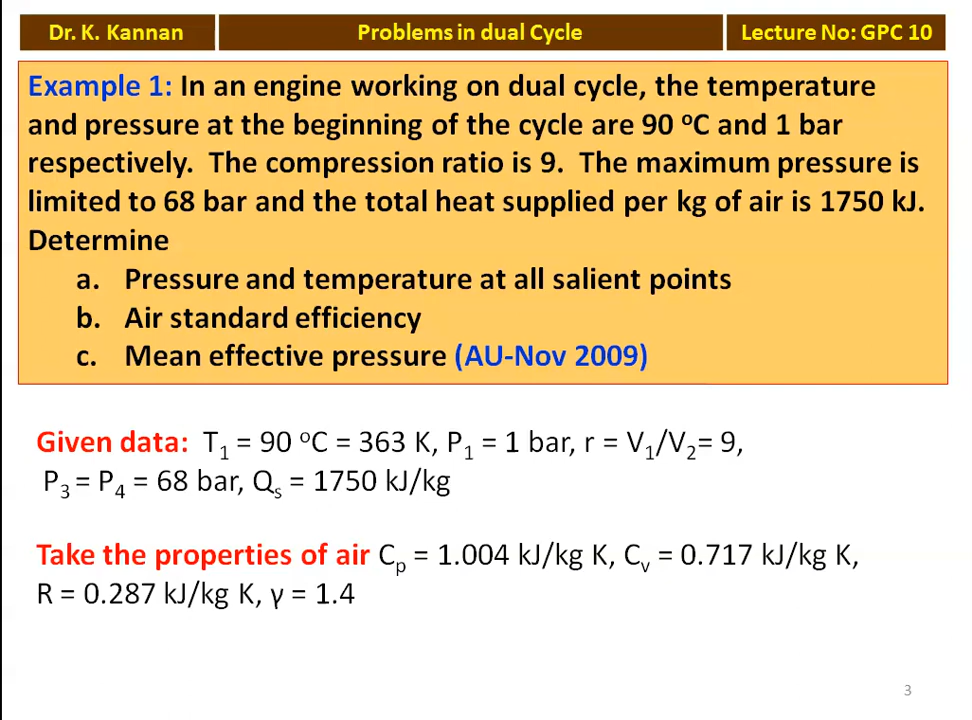 Dr. K. Kannan Problems in dual Cycle Lecture No: GPC 10
Example 1: In an engine working on dual cycle, the temperature
and pressure at the beginning of the cycle are 90 ᵒC and 1 bar
respectively. The compression ratio is 9. The maximum pressure is
limited to 68 bar and the total heat supplied per kg of air is 1750 kJ.
Determine
a. Pressure and temperature at all salient points
b. Air standard efficiency
c. Mean effective pressure (AU-Nov 2009)
Given data: T₁ = 90 ᵒC = 363 K, P₁ = 1 bar, r = V₁/V₂= 9,
P₃ = P₄ = 68 bar, Qₛ = 1750 kJ/kg
Take the properties of air Cₚ = 1.004 kJ/kg K, Cᵥ = 0.717 kJ/kg K,
R = 0.287 kJ/kg K, γ = 1.4
3